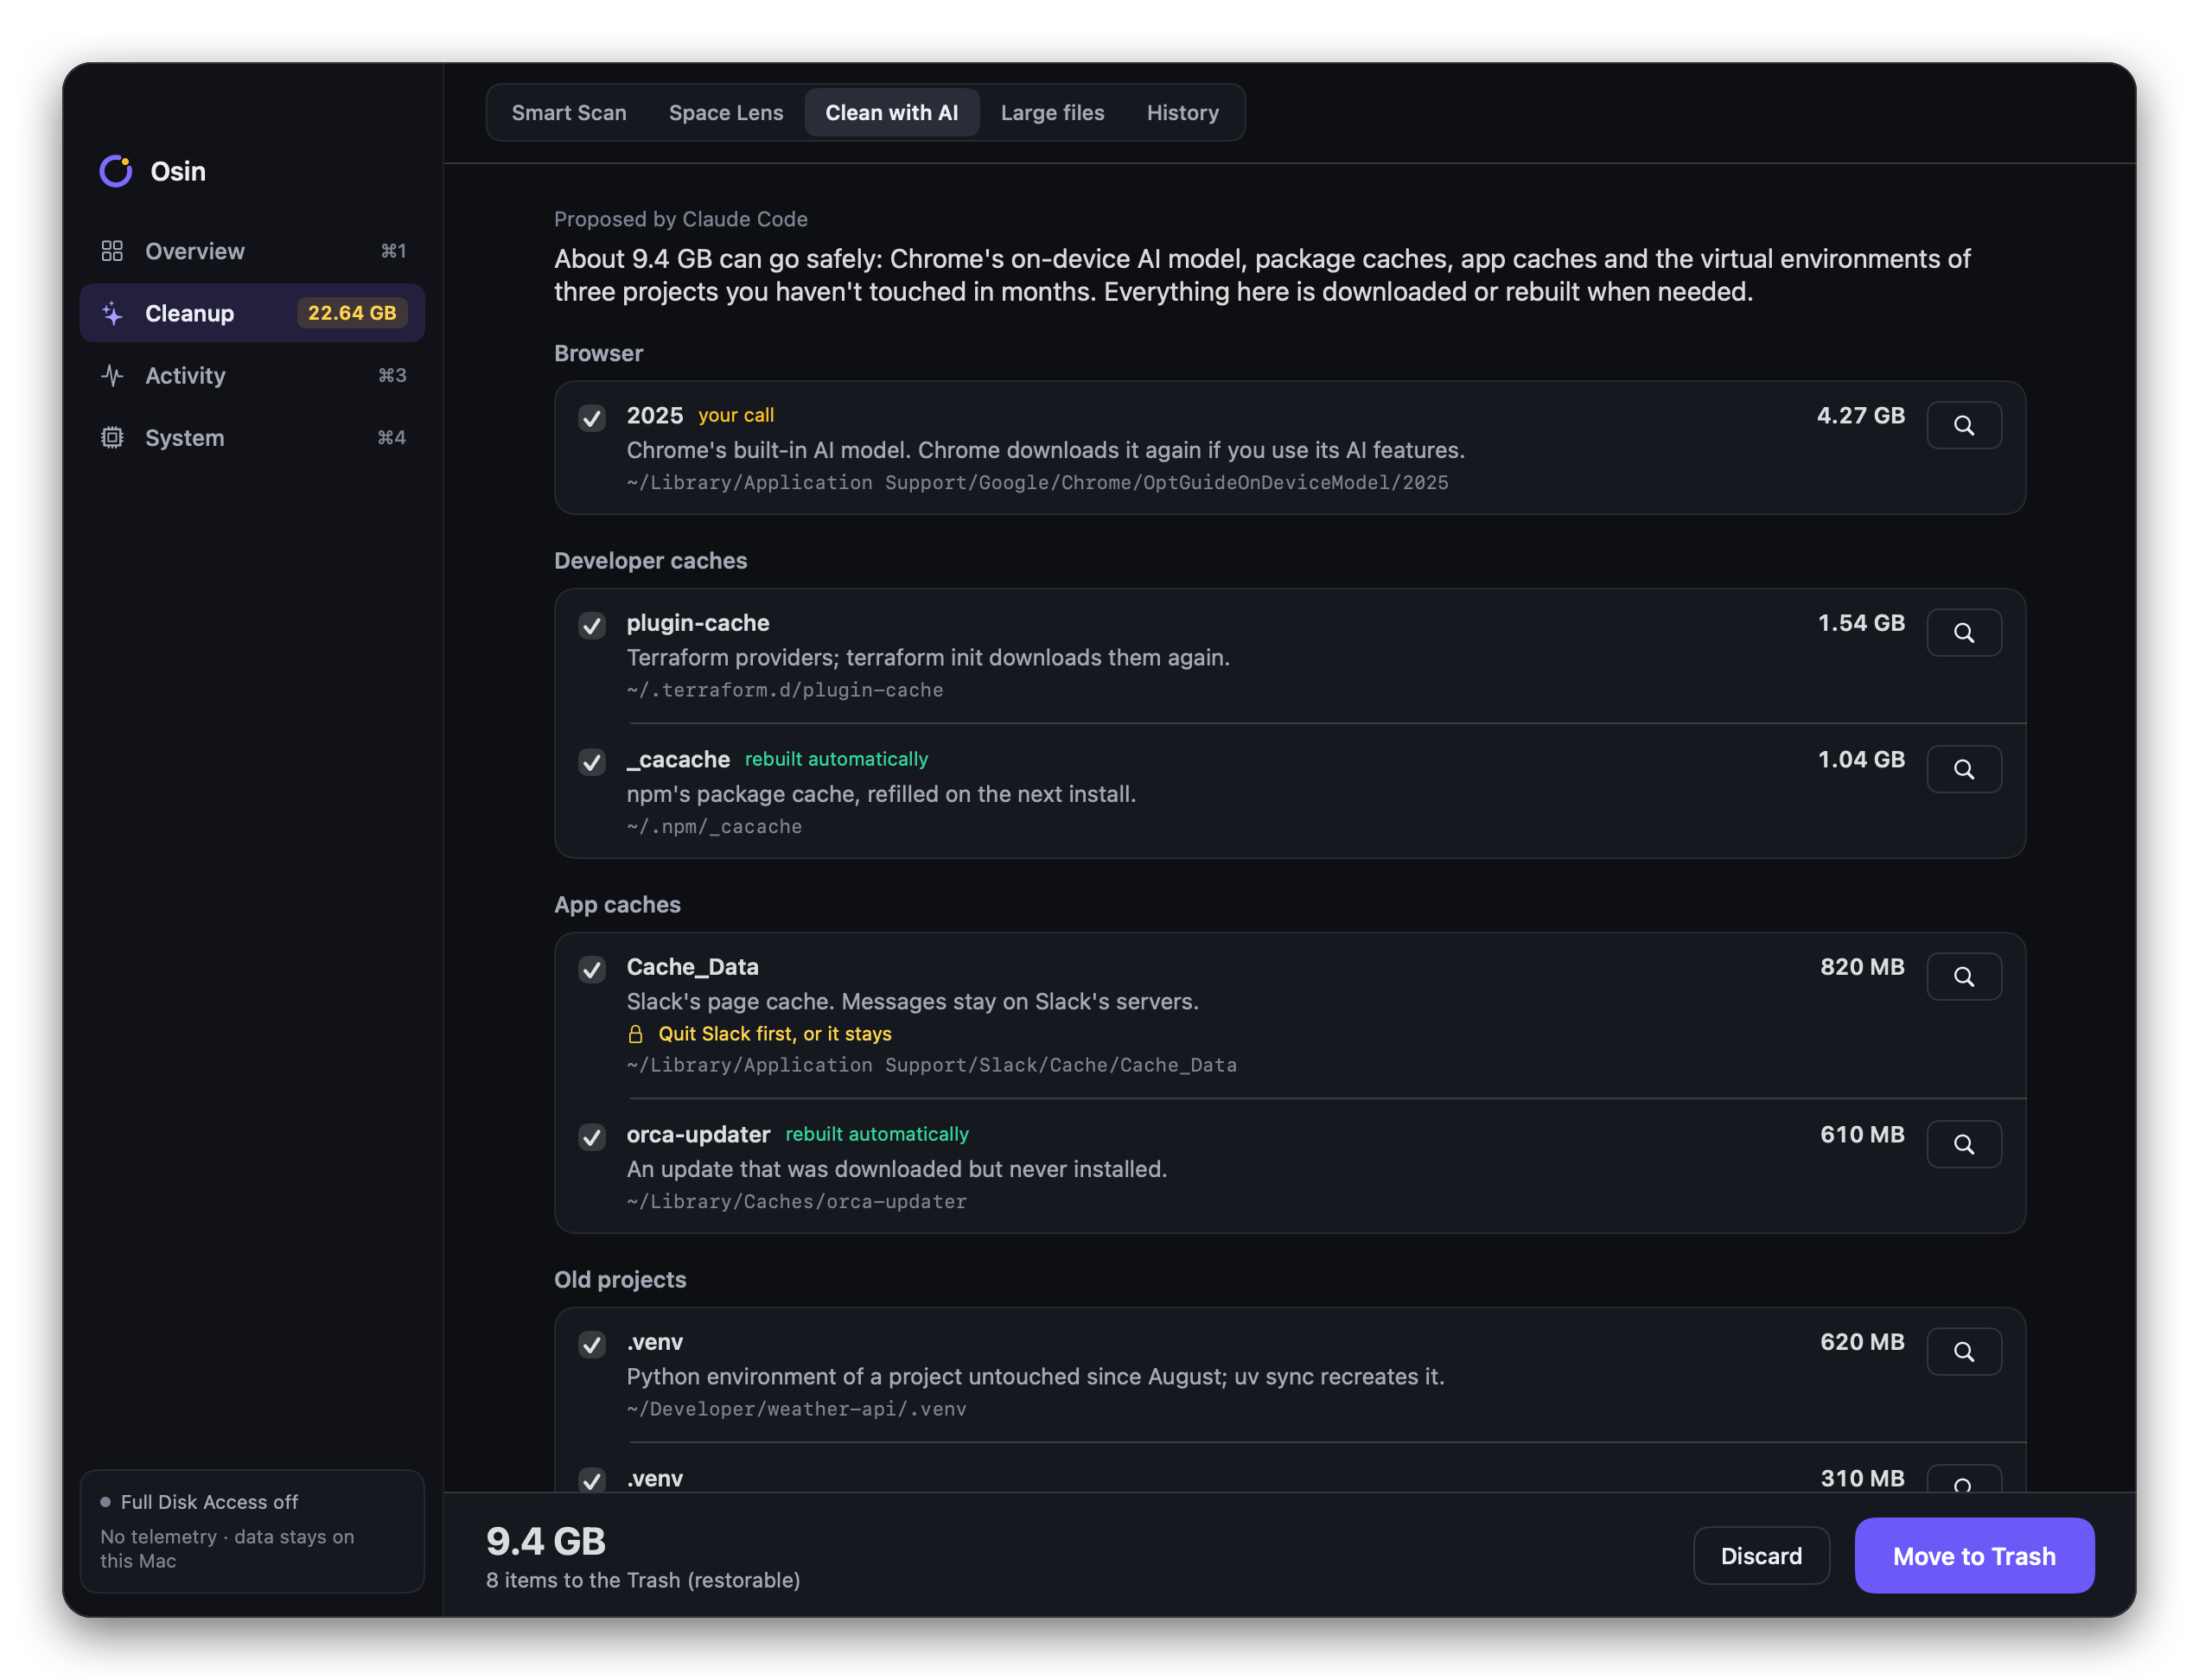 Smart Scan
Space Lens
Clean with AI
Large files
History
Osin
Overview ⌘1
Cleanup 22.64 GB
Activity ⌘3
System ⌘4
Proposed by Claude Code
About 9.4 GB can go safely: Chrome's on-device AI model, package caches, app caches and the virtual environments of
three projects you haven't touched in months. Everything here is downloaded or rebuilt when needed.
Browser
2025 your call 4.27 GB
Chrome's built-in AI model. Chrome downloads it again if you use its AI features.
~/Library/Application Support/Google/Chrome/OptGuideOnDeviceModel/2025
Developer caches
plugin-cache 1.54 GB
Terraform providers; terraform init downloads them again.
~/.terraform.d/plugin-cache
_cacache rebuilt automatically 1.04 GB
npm's package cache, refilled on the next install.
~/.npm/_cacache
App caches
Cache_Data 820 MB
Slack's page cache. Messages stay on Slack's servers.
Quit Slack first, or it stays
~/Library/Application Support/Slack/Cache/Cache_Data
orca-updater rebuilt automatically 610 MB
An update that was downloaded but never installed.
~/Library/Caches/orca-updater
Old projects
.venv 620 MB
Python environment of a project untouched since August; uv sync recreates it.
~/Developer/weather-api/.venv
.venv 310 MB
Full Disk Access off
No telemetry · data stays on
this Mac
9.4 GB
8 items to the Trash (restorable)
Discard
Move to Trash